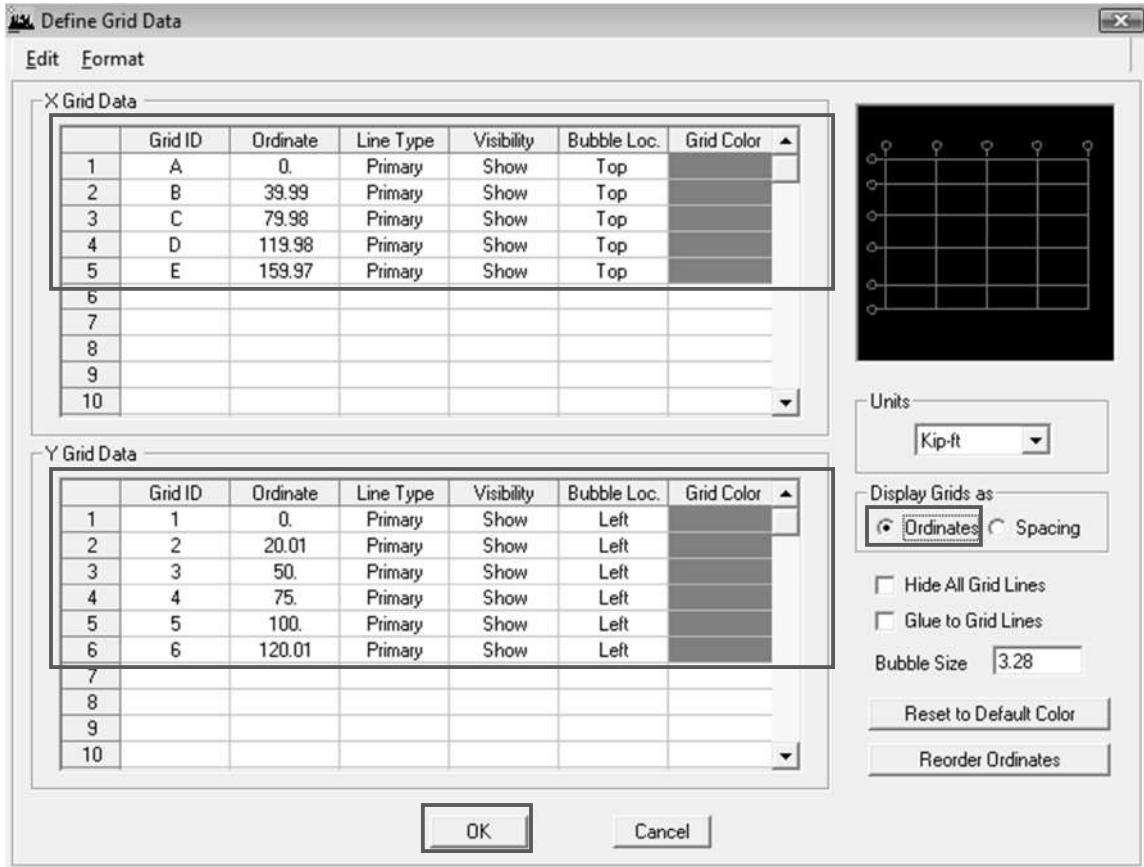 Define Grid Data
Edit Format
X Grid Data
Grid ID Ordinate Line Type Visibility Bubble Loc. Grid Color
1 A 0. Primary Show Top
2 B 39.99 Primary Show Top
3 C 79.98 Primary Show Top
4 D 119.98 Primary Show Top
5 E 159.97 Primary Show Top
6
7
8
9
10
Y Grid Data
Grid ID Ordinate Line Type Visibility Bubble Loc. Grid Color
1 1 0. Primary Show Left
2 2 20.01 Primary Show Left
3 3 50. Primary Show Left
4 4 75. Primary Show Left
5 5 100. Primary Show Left
6 6 120.01 Primary Show Left
7
8
9
10
Units
Kip-ft
Display Grids as
Ordinates Spacing
Hide All Grid Lines
Glue to Grid Lines
Bubble Size 3.28
Reset to Default Color
Reorder Ordinates
OK Cancel